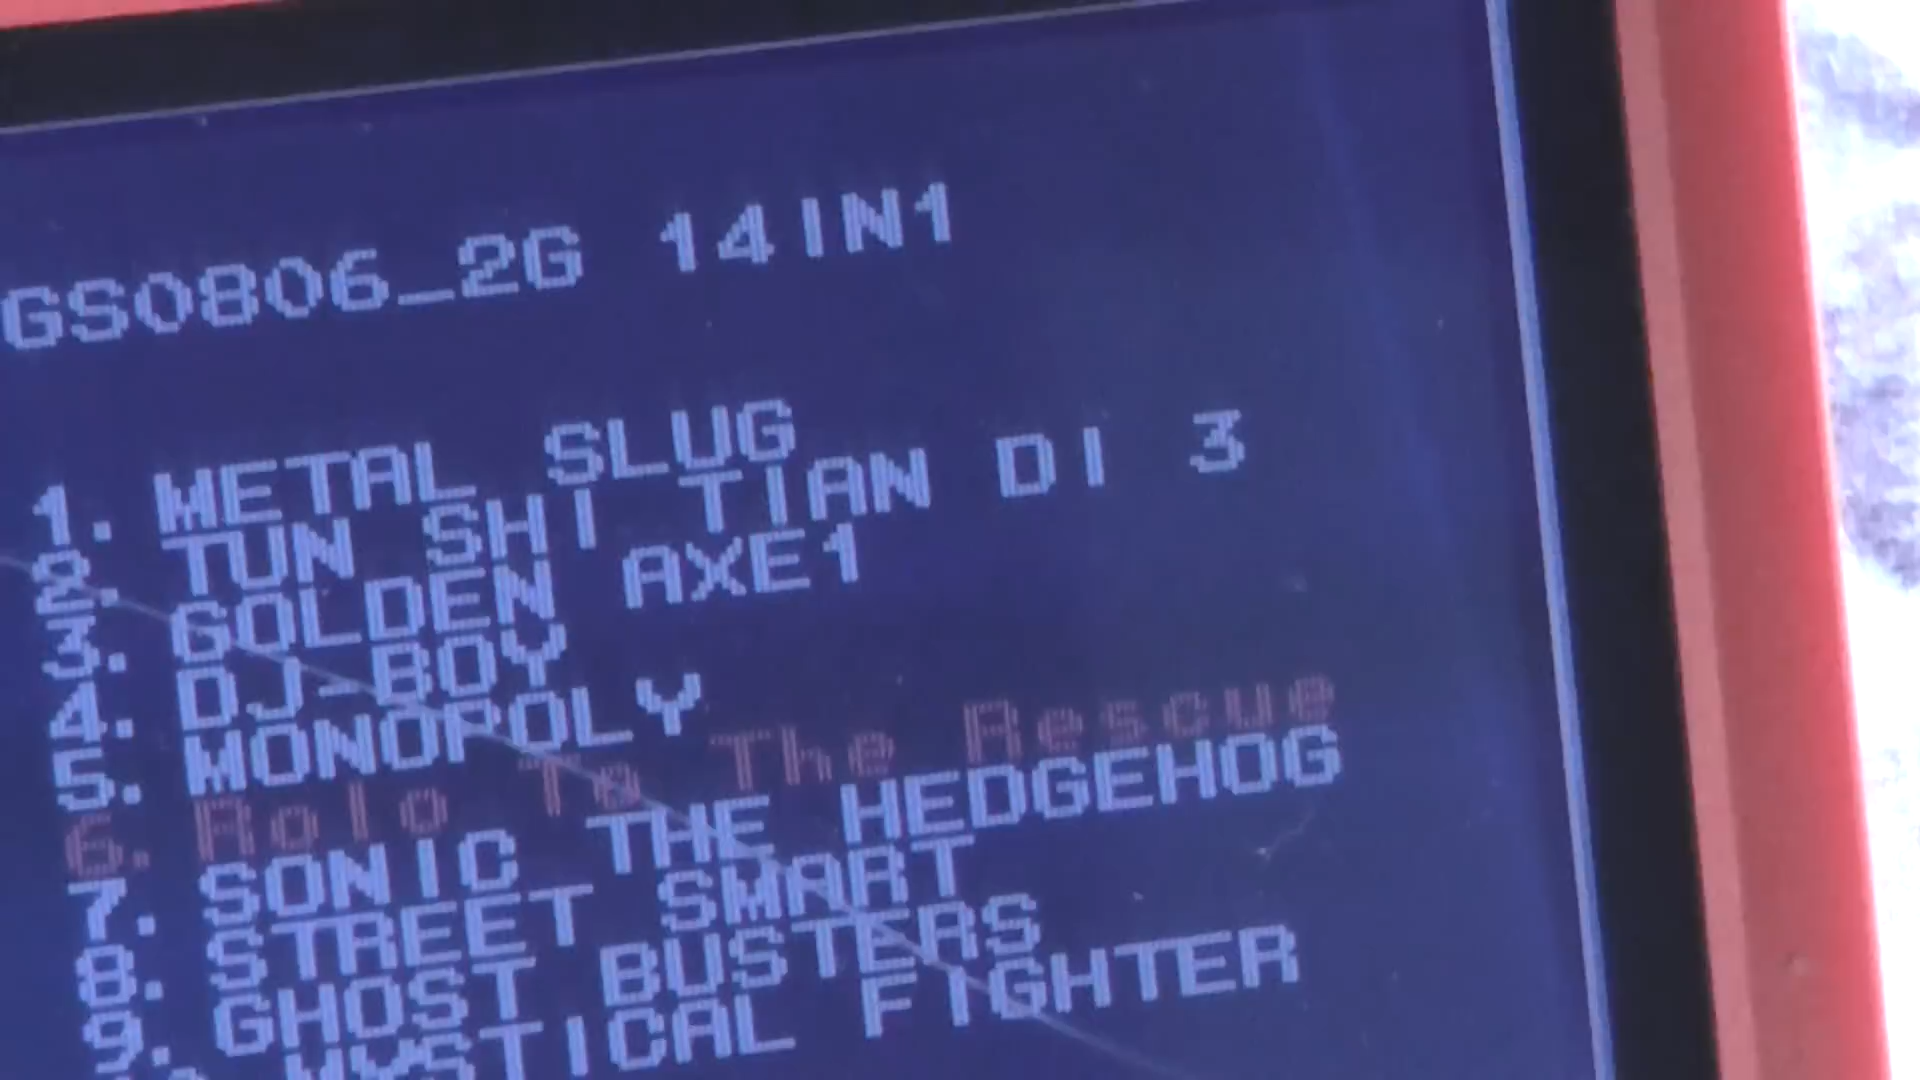 GS0806_2G 14IN1
1. METAL SLUG
2. TUN SHI TIAN DI 3
3. GOLDEN AXE1
4. DJ-BOY
5. MONOPOLY
6. Rolo To The Rescue
7. SONIC THE HEDGEHOG
8. STREET SMART
9. GHOST BUSTERS
MYSTICAL FIGHTER